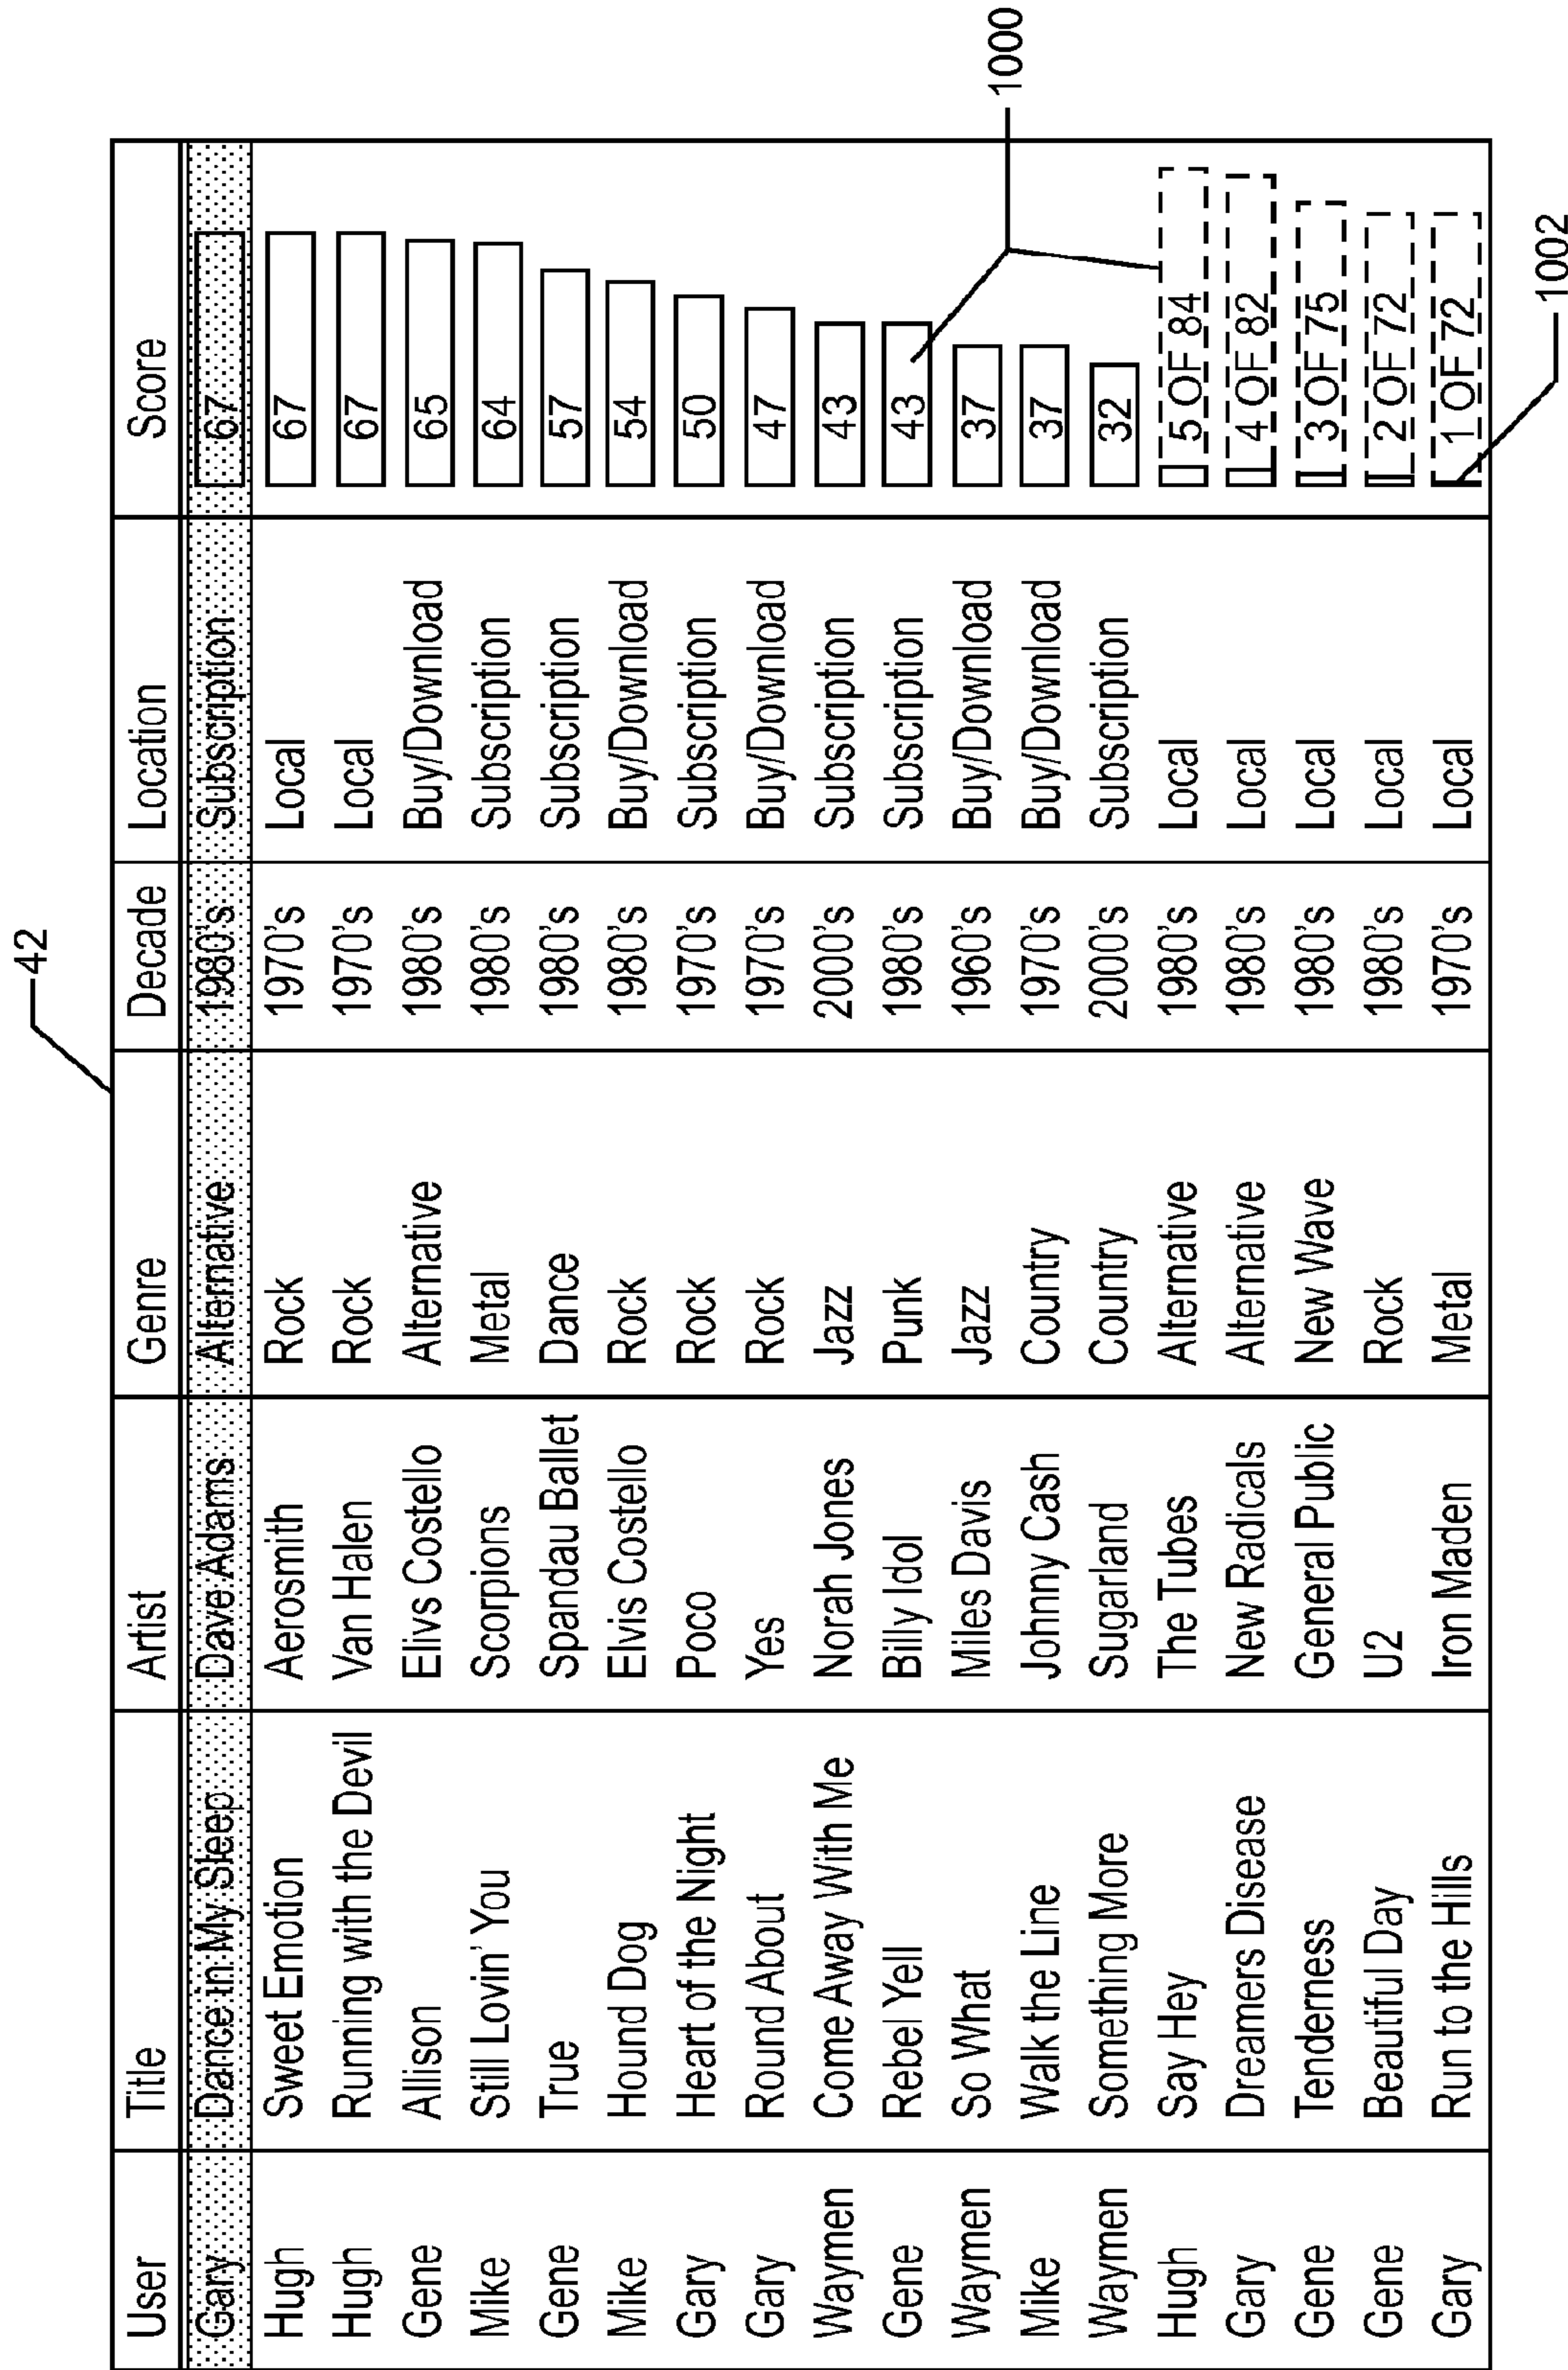 42
User Title Artist Genre Decade Location Score
Gary Dance in My Sleep Dave Adams Alternative 1980's Subscription 67
Hugh Sweet Emotion Aerosmith Rock 1970's Local 67
Hugh Running with the Devil Van Halen Rock 1970's Local 67
Gene Allison Elivs Costello Alternative 1980's Buy/Download 65
Mike Still Lovin' You Scorpions Metal 1980's Subscription 64
Gene True Spandau Ballet Dance 1980's Subscription 57
Mike Hound Dog Elvis Costello Rock 1980's Buy/Download 54
Gary Heart of the Night Poco Rock 1970's Subscription 50
Gary Round About Yes Rock 1970's Buy/Download 47
Waymen Come Away With Me Norah Jones Jazz 2000's Subscription 43
Gene Rebel Yell Billy Idol Punk 1980's Subscription 43
Waymen So What Miles Davis Jazz 1960's Buy/Download 37
Mike Walk the Line Johnny Cash Country 1970's Buy/Download 37
Waymen Something More Sugarland Country 2000's Subscription 32
Hugh Say Hey The Tubes Alternative 1980's Local 5 OF 84
Gary Dreamers Disease New Radicals Alternative 1980's Local 4 OF 82
Gene Tenderness General Public New Wave 1980's Local 3 OF 75
Gene Beautiful Day U2 Rock 1980's Local 2 OF 72
Gary Run to the Hills Iron Maden Metal 1970's Local 1 OF 72
1000
1002